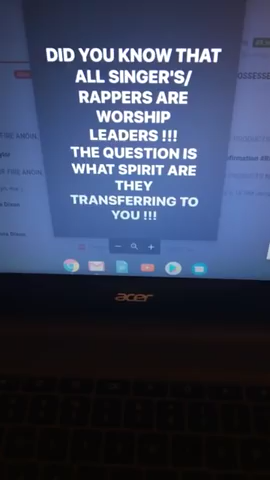 DID YOU KNOW THAT
ALL SINGER'S/
RAPPERS ARE
WORSHIP
LEADERS !!!
THE QUESTION IS
WHAT SPIRIT ARE
THEY
TRANSFERRING TO
YOU !!!
acer